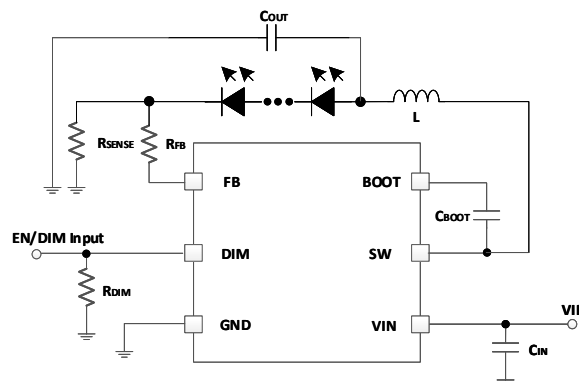 COUT
L
RSENSE
RFB
FB
BOOT
CBOOT
EN/DIM Input
DIM
SW
RDIM
GND
VIN
CIN